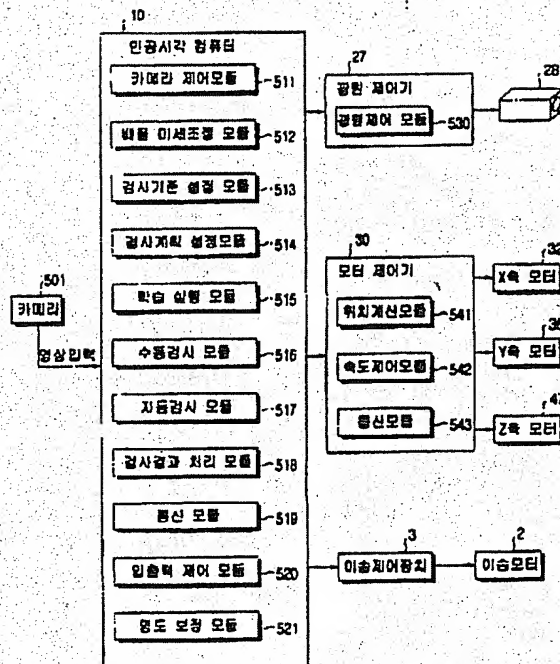 10
인공시각 컴퓨터
카메라 제어모듈
511
배율 미세조정 모듈
512
검사기준 설정 모듈
513
검사계획 설정모듈
514
학습 실행 모듈
515
수동검사 모듈
516
자동검사 모듈
517
검사결과 처리 모듈
518
통신 모듈
519
입출력 제어 모듈
520
명도 보정 모듈
521
501
카메라
영상입력
27
광원 제어기
광원제어 모듈
530
28
30
모터 제어기
위치계산모듈
541
속도제어모듈
542
통신모듈
543
32
X축 모터
Y축 모터
Z축 모터
3
이송제어장치
2
이송모터